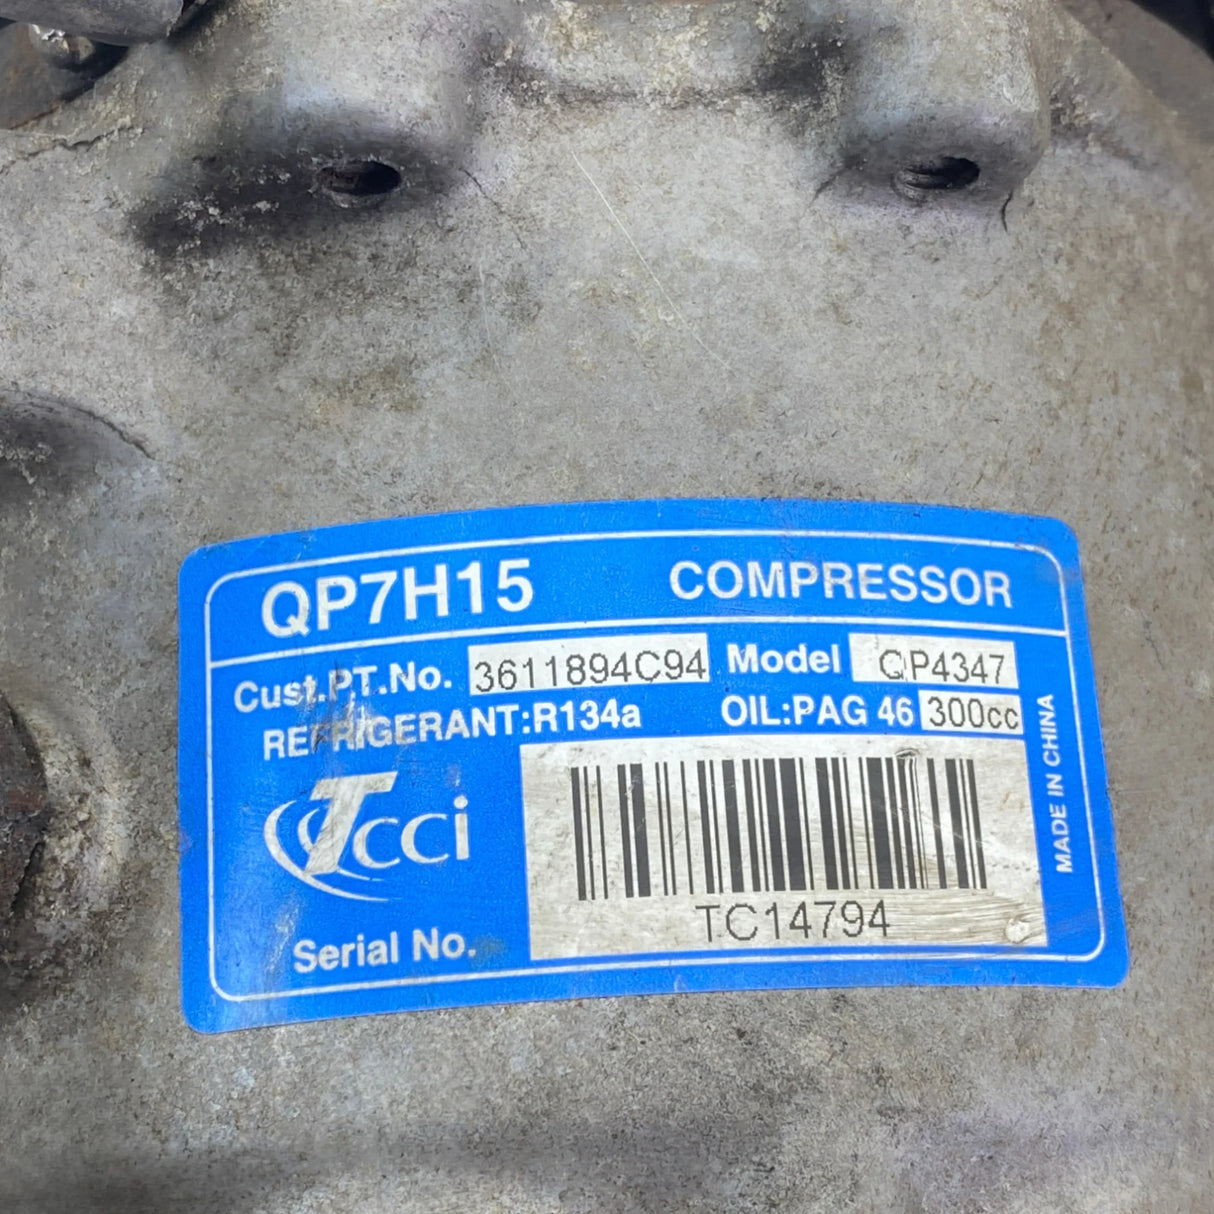 QP7H15 COMPRESSOR
Cust.PT.No. 3611894C94 Model QP4347
REFRIGERANT:R134a OIL:PAG 46 300cc
MADE IN CHINA
Tcci
TC14794
Serial No.